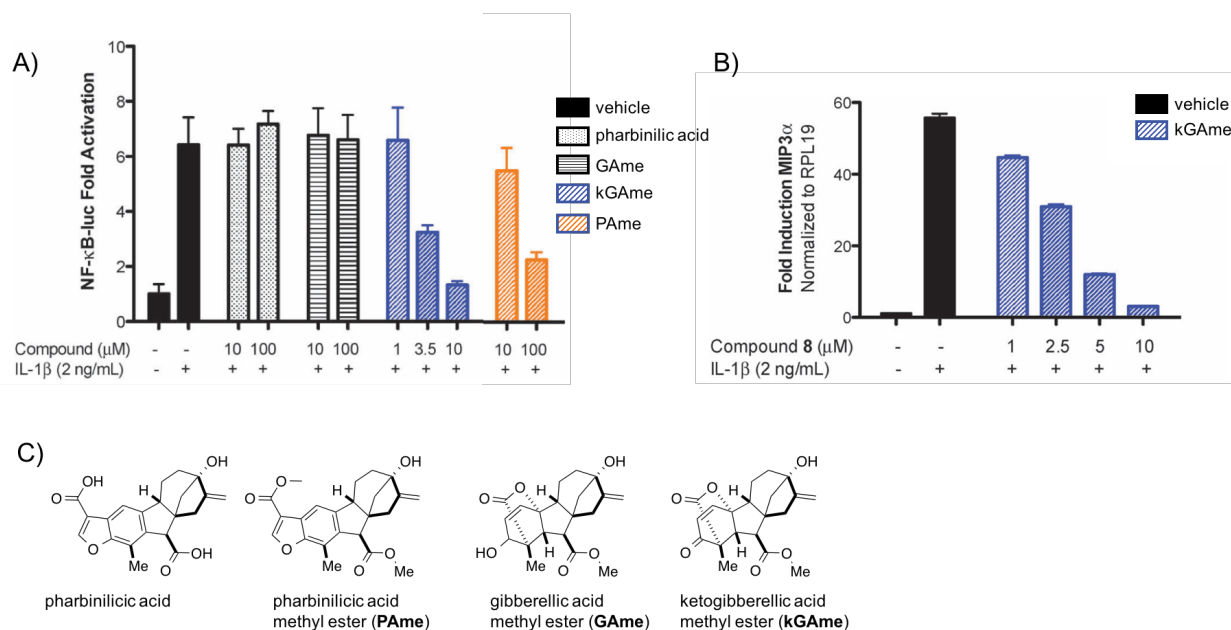 A)
NF-κB-luc Fold Activation
10
8
6
4
2
0
Compound (μM) - - 10 100 10 100 1 3.5 10 10 100
IL-1β (2 ng/mL) - + + + + + + + + + +
vehicle
pharbinilic acid
GAme
kGAme
PAme
B)
Fold Induction MIP3α
Normalized to RPL19
60
40
20
0
Compound 8 (μM) - - 1 2.5 5 10
IL-1β (2 ng/mL) - + + + + +
vehicle
kGAme
C)
OH
O
O
H
OH
Me
O
OH
pharbinilicic acid
O
O
O
H
OH
Me
O
O
Me
pharbinilicic acid
methyl ester (PAme)
O
O
HO
H
OH
H
Me
O
O
Me
gibberellic acid
methyl ester (GAme)
O
O
O
H
OH
H
Me
O
O
Me
ketogibberellic acid
methyl ester (kGAme)